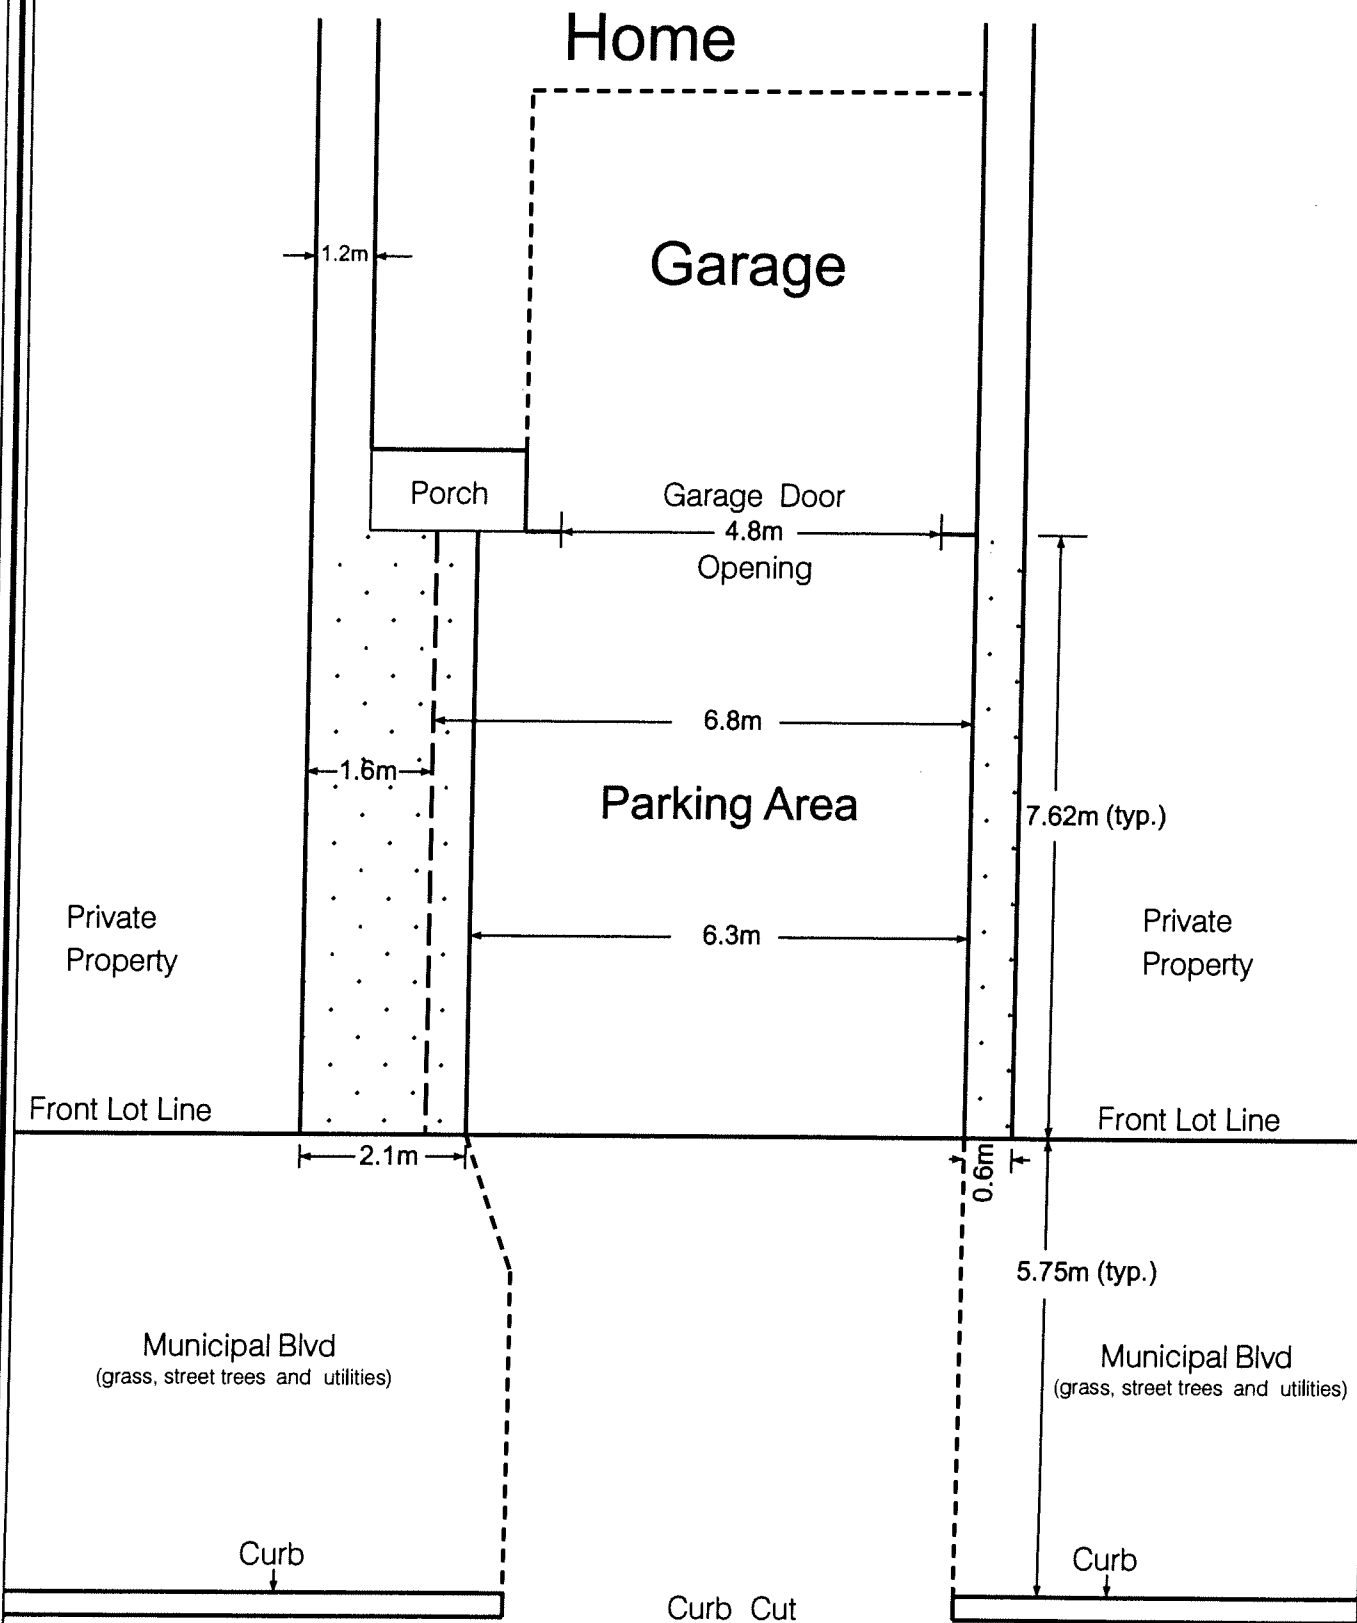 Home
1.2m
Garage
Porch
Garage Door
4.8m
Opening
6.8m
1.6m
Parking Area
7.62m (typ.)
Private
Property
6.3m
Private
Property
Front Lot Line
Front Lot Line
2.1m
0.6m
5.75m (typ.)
Municipal Blvd
(grass, street trees and utilities)
Municipal Blvd
(grass, street trees and utilities)
Curb
Curb
Curb Cut